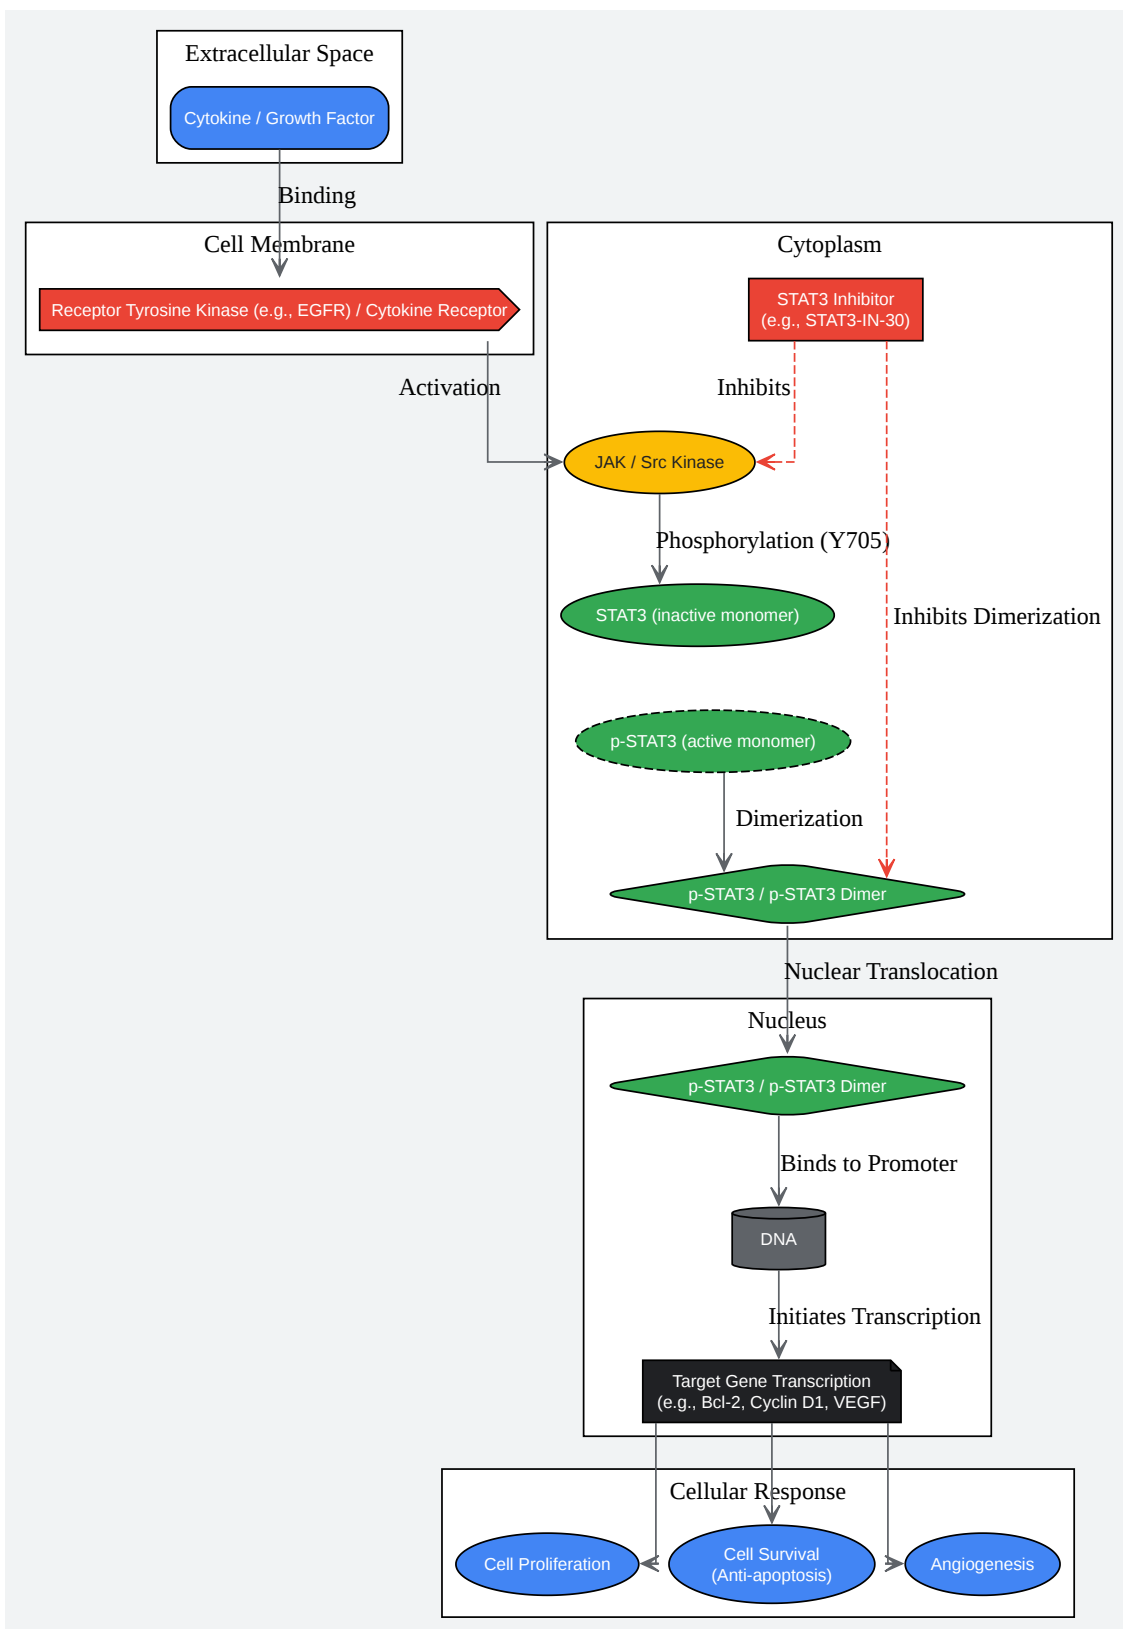 Extracellular Space
Cytokine / Growth Factor
Binding
Cell Membrane
Receptor Tyrosine Kinase (e.g., EGFR) / Cytokine Receptor
Activation
Cytoplasm
STAT3 Inhibitor
(e.g., STAT3-IN-30)
Inhibits
JAK / Src Kinase
Phosphorylation (Y705)
STAT3 (inactive monomer)
Inhibits Dimerization
p-STAT3 (active monomer)
Dimerization
p-STAT3 / p-STAT3 Dimer
Nuclear Translocation
Nucleus
p-STAT3 / p-STAT3 Dimer
Binds to Promoter
DNA
Initiates Transcription
Target Gene Transcription
(e.g., Bcl-2, Cyclin D1, VEGF)
Cellular Response
Cell Proliferation
Cell Survival
(Anti-apoptosis)
Angiogenesis